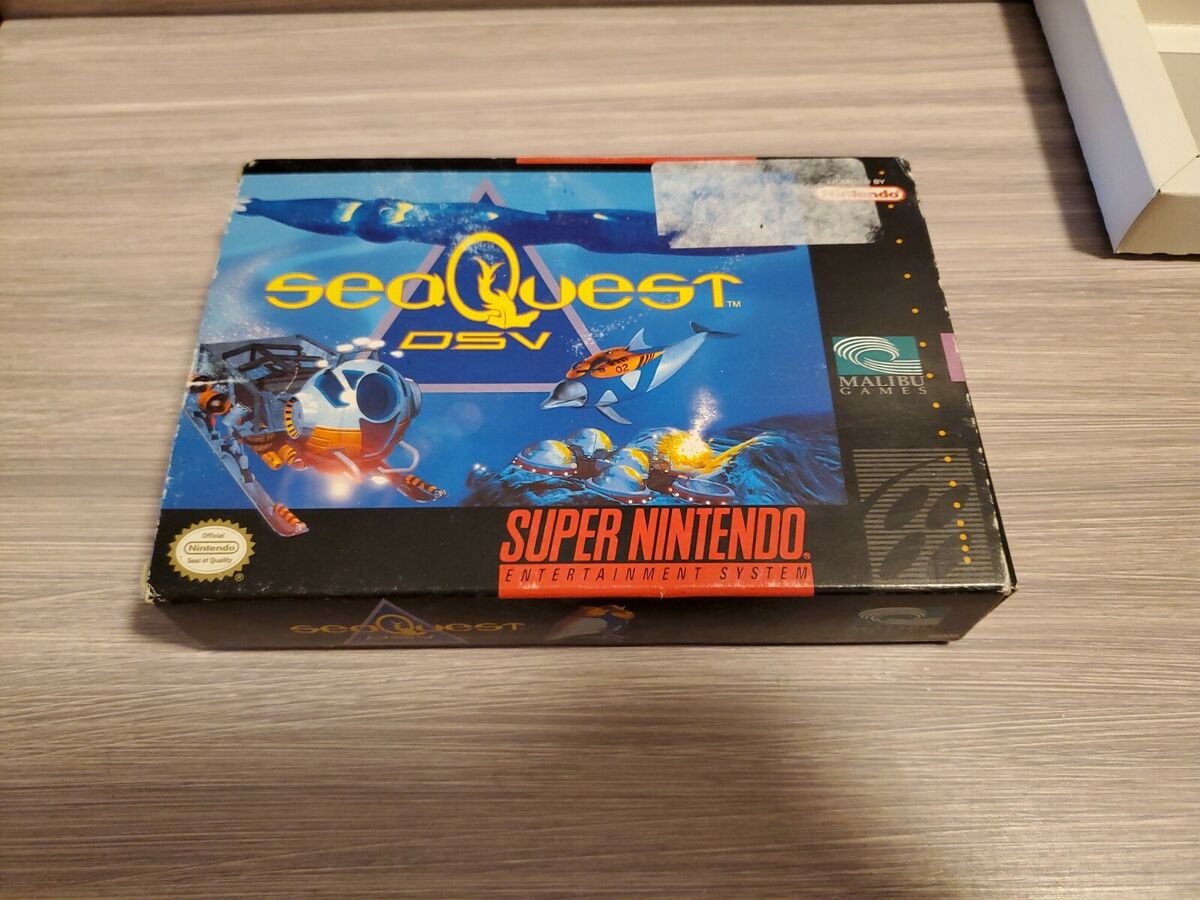 Nintendo
seaQuest™
DSV
02
MALIBU
GAMES
SUPER NINTENDO®
ENTERTAINMENT SYSTEM
Official
Nintendo
Seal of Quality
®
seaQuest
DSV